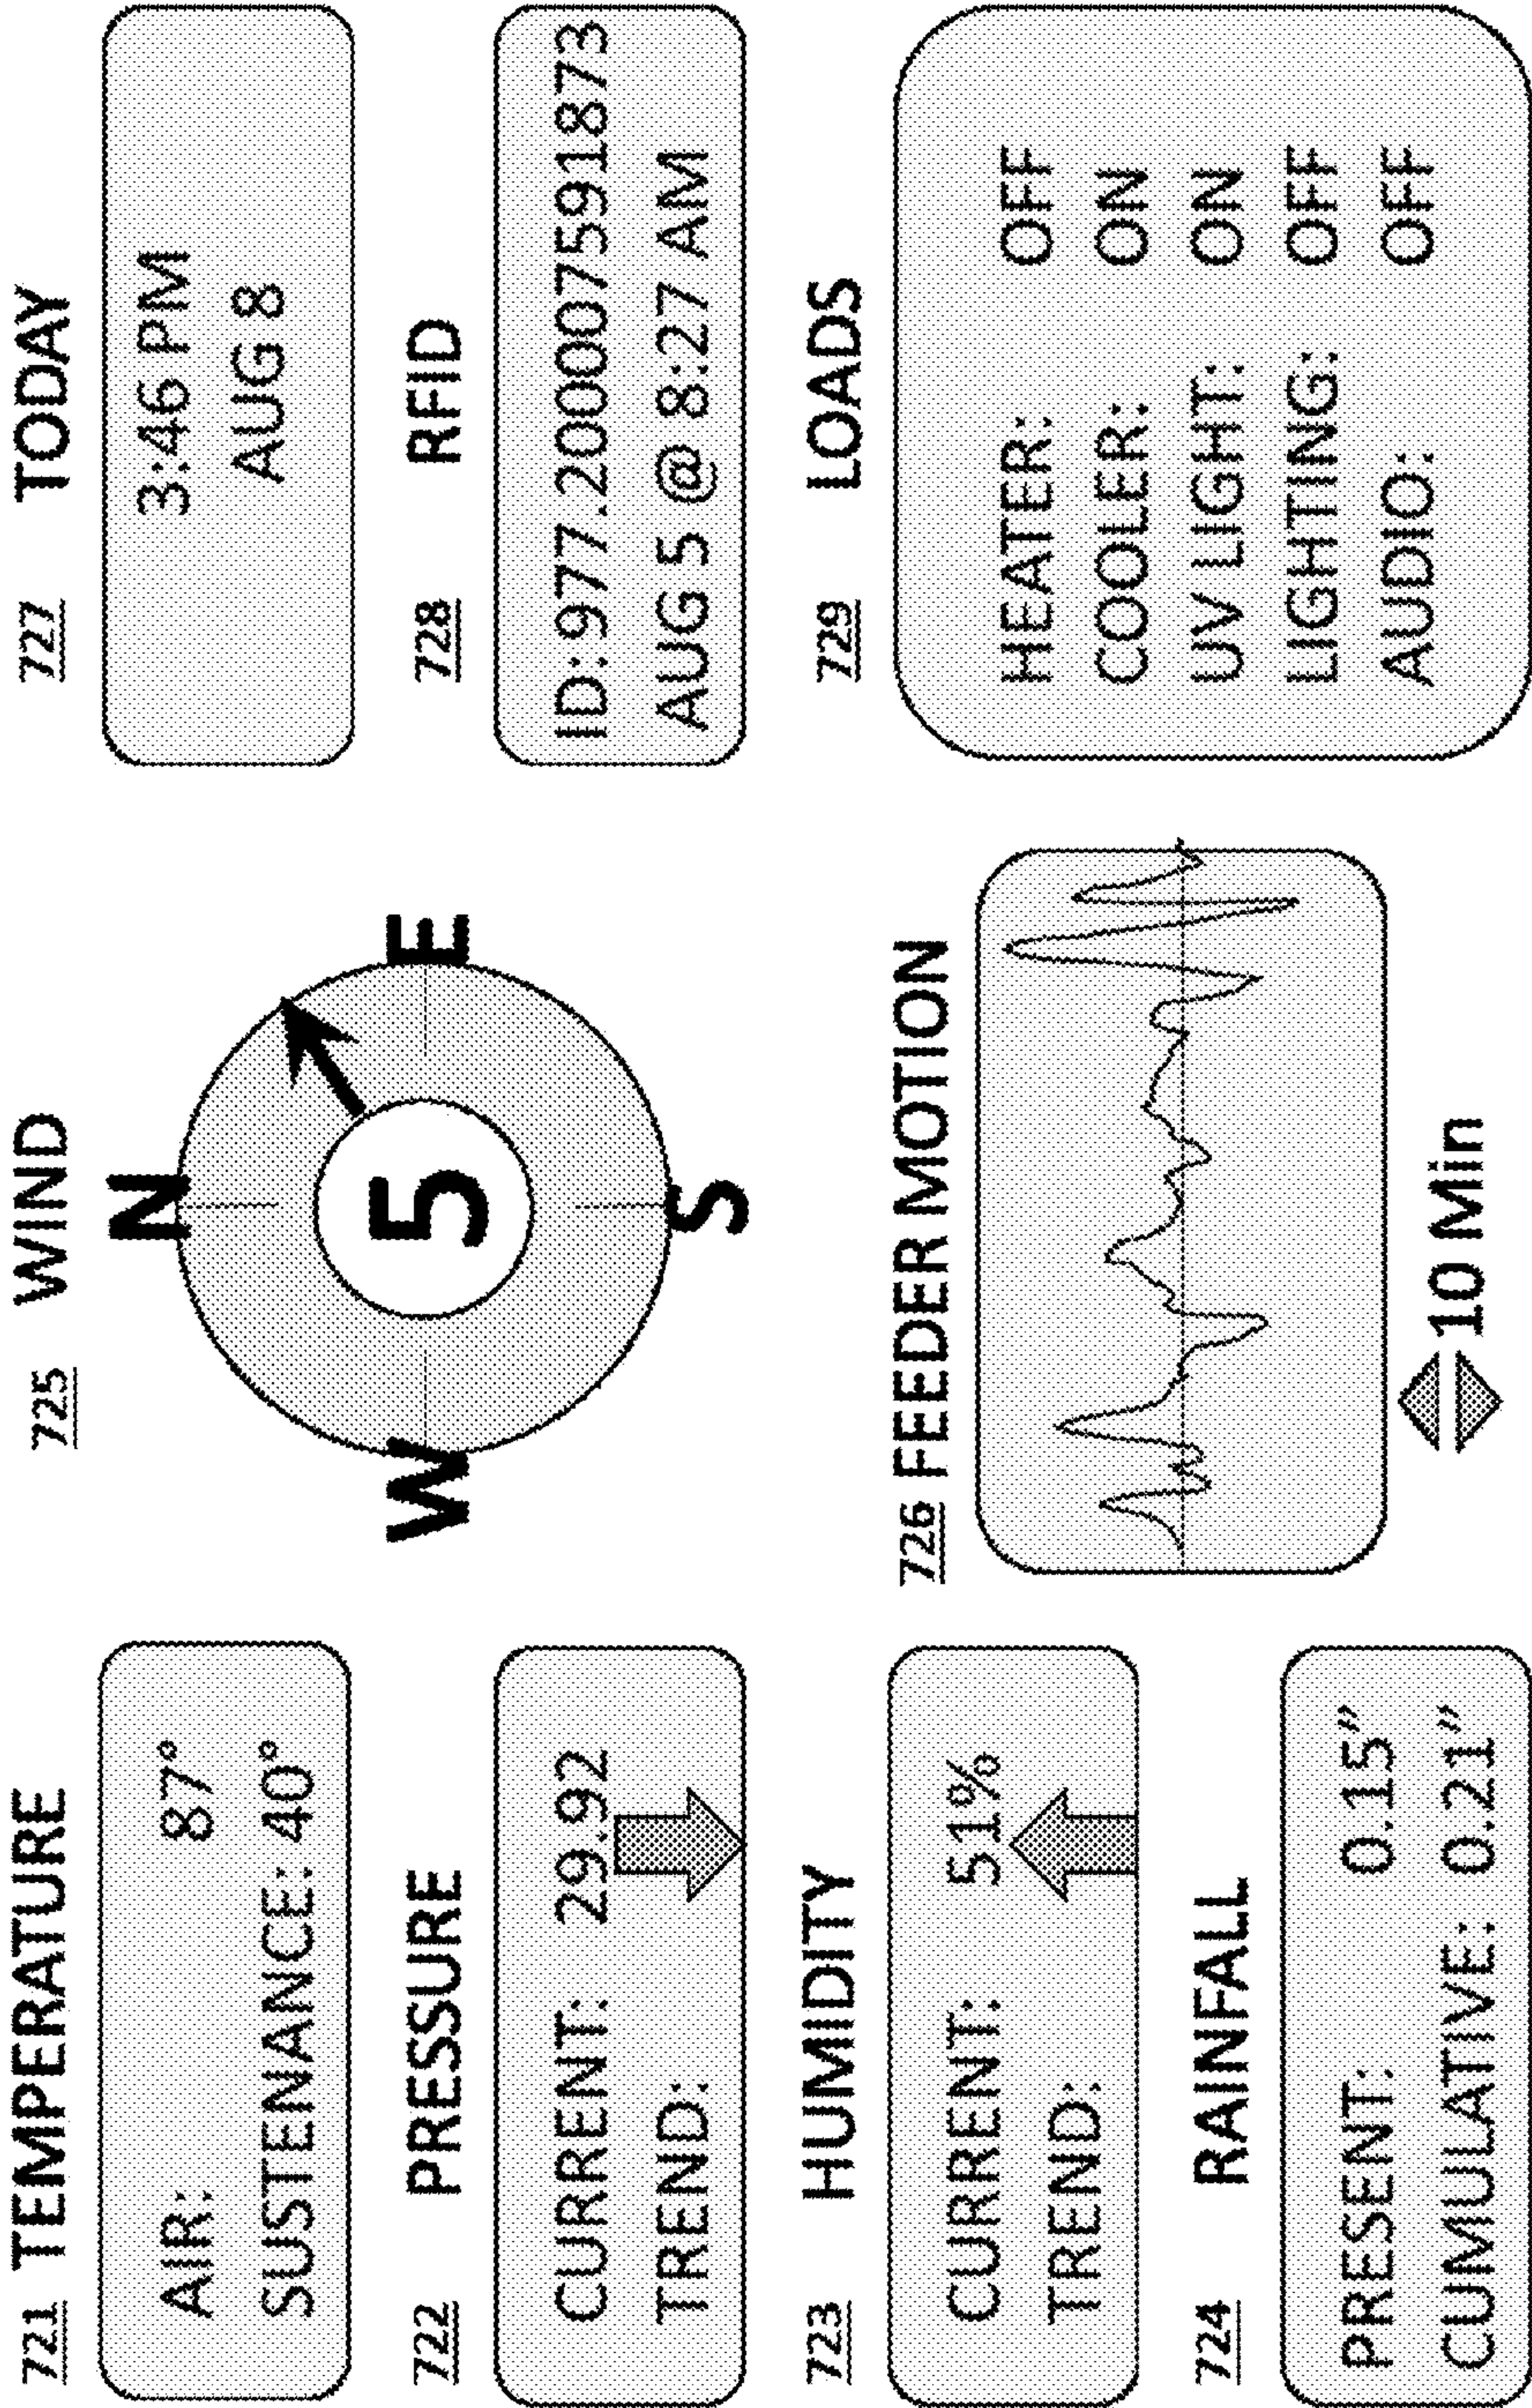 721 TEMPERATURE
AIR: 87°
SUSTENANCE: 40°
722 PRESSURE
CURRENT: 29.92
TREND:
723 HUMIDITY
CURRENT: 51%
TREND:
724 RAINFALL
PRESENT: 0.15”
CUMULATIVE: 0.21”
725 WIND
N
W 5 E
S
726 FEEDER MOTION
10 Min
727 TODAY
3:46 PM
AUG 8
728 RFID
ID:977.200007591873
AUG 5 @ 8:27 AM
729 LOADS
HEATER: OFF
COOLER: ON
UV LIGHT: ON
LIGHTING: OFF
AUDIO: OFF